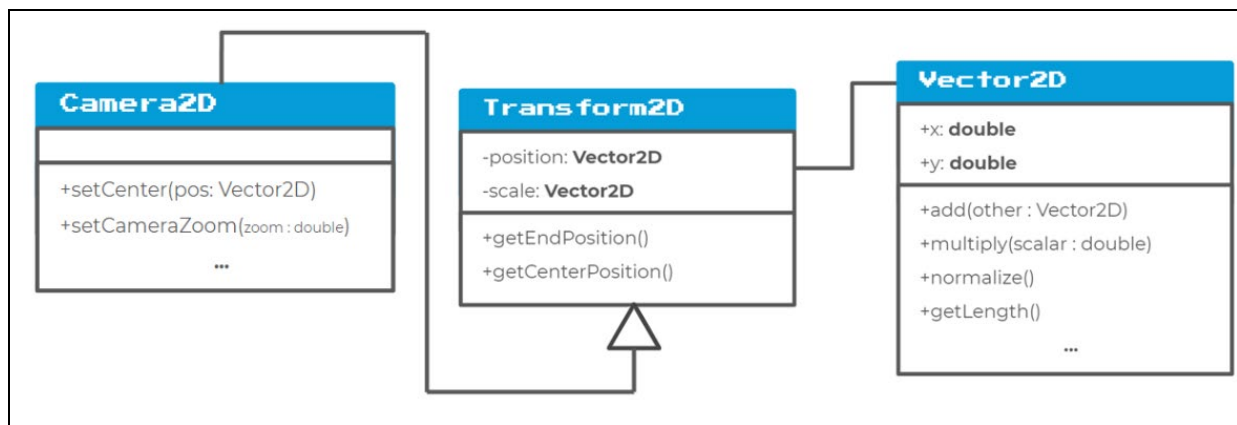 Camera2D
+setCenter(pos: Vector2D)
+setCameraZoom(zoom : double)
...
Transform2D
-position: Vector2D
-scale: Vector2D
+getEndPosition()
+getCenterPosition()
Vector2D
+x: double
+y: double
+add(other : Vector2D)
+multiply(scalar : double)
+normalize()
+getLength()
...